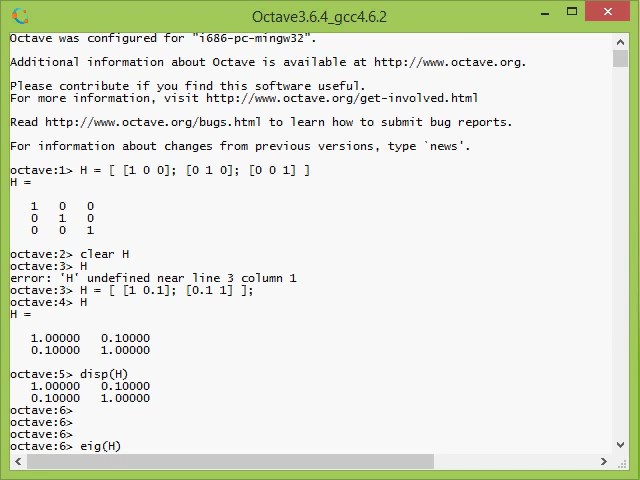 Octave3.6.4_gcc4.6.2
Octave was configured for "i686-pc-mingw32".
Additional information about Octave is available at http://www.octave.org.
Please contribute if you find this software useful.
For more information, visit http://www.octave.org/get-involved.html
Read http://www.octave.org/bugs.html to learn how to submit bug reports.
For information about changes from previous versions, type `news'.
octave:1> H = [ [1 0 0]; [0 1 0]; [0 0 1] ]
H =
1 0 0
0 1 0
0 0 1
octave:2> clear H
octave:3> H
error: `H' undefined near line 3 column 1
octave:3> H = [ [1 0.1]; [0.1 1] ];
octave:4> H
H =
1.00000 0.10000
0.10000 1.00000
octave:5> disp(H)
1.00000 0.10000
0.10000 1.00000
octave:6>
octave:6>
octave:6>
octave:6> eig(H)